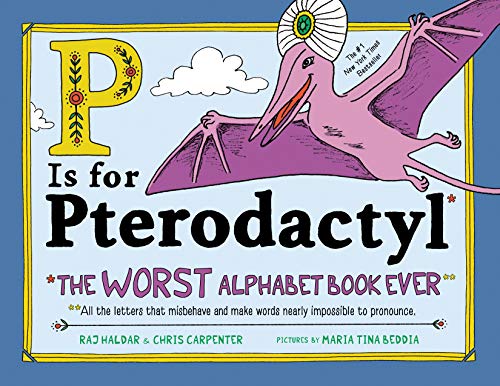 The #1
New York Times
Bestseller
P
Is for
Pterodactyl*
*THE WORST ALPHABET BOOK EVER**
**All the letters that misbehave and make words nearly impossible to pronounce.
RAJ HALDAR & CHRIS CARPENTER PICTURES BY MARIA TINA BEDDIA